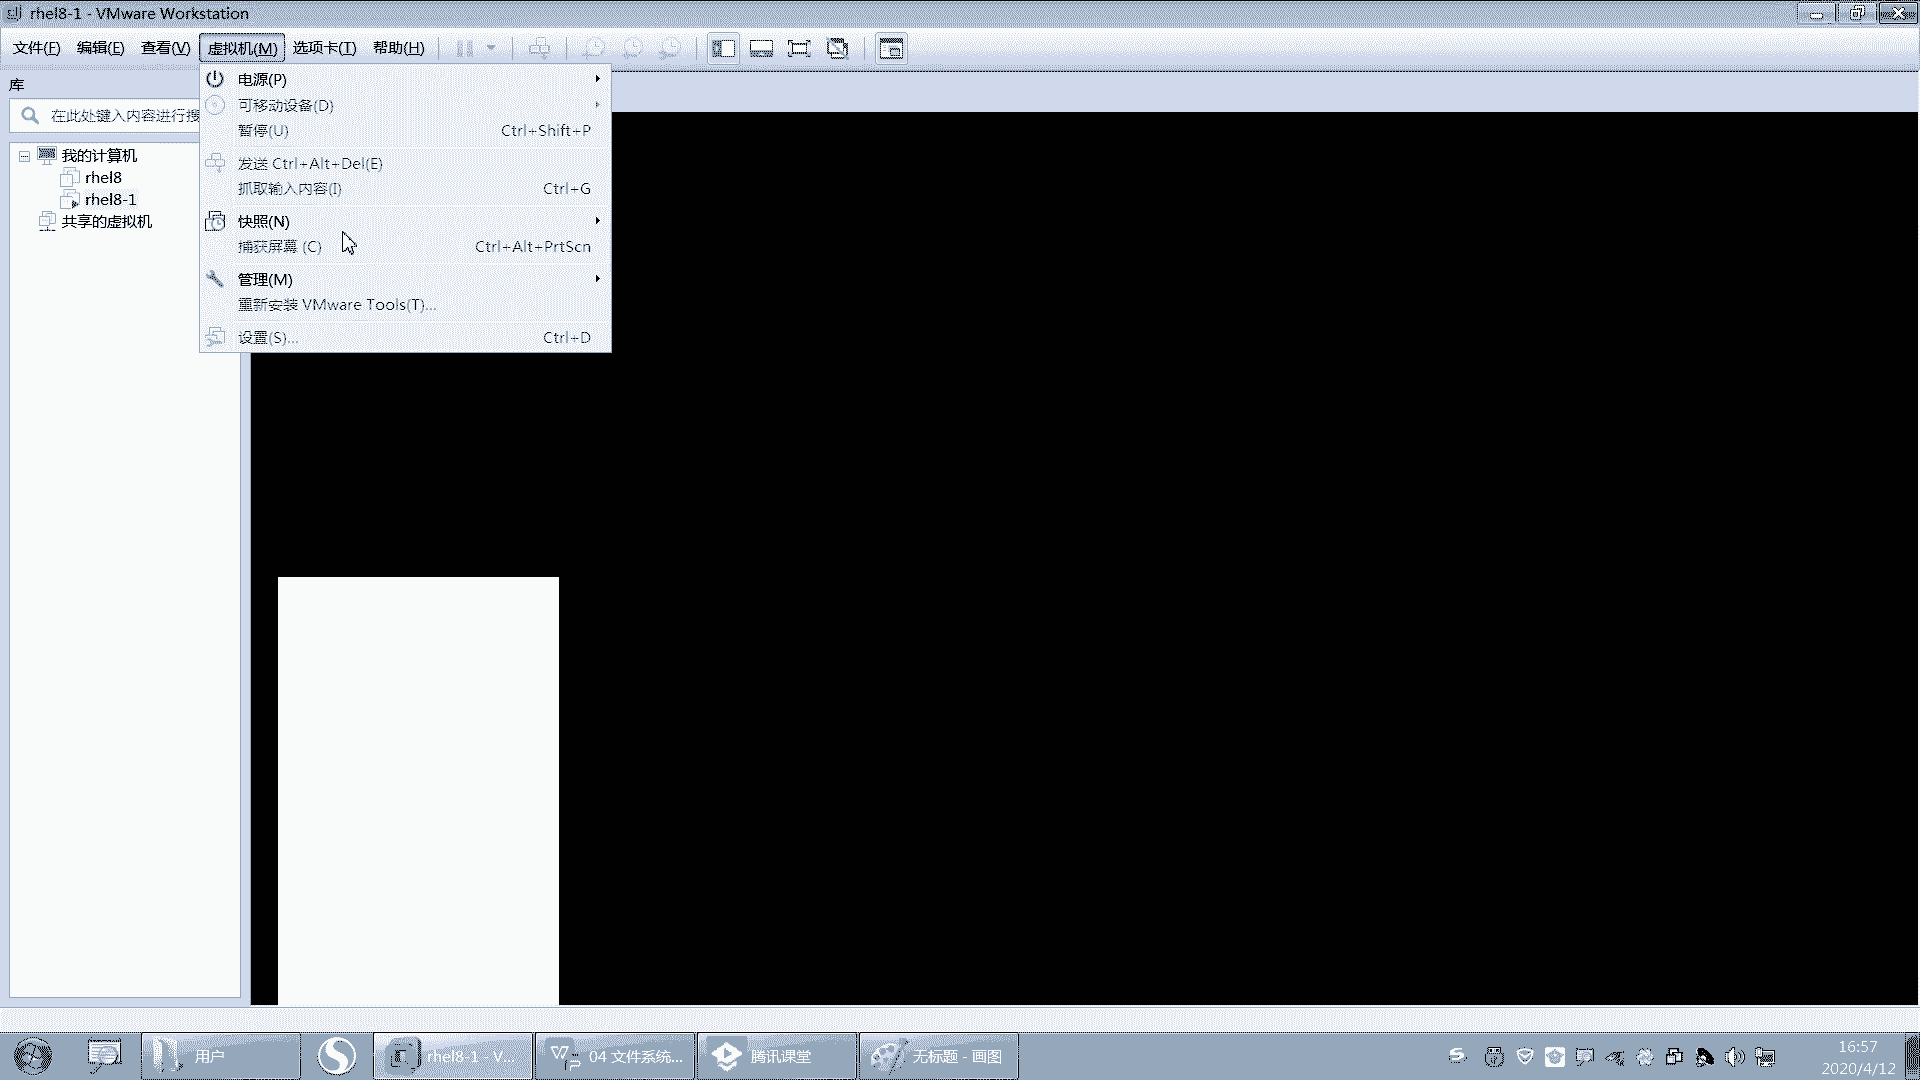 rhel8-1 - VMware Workstation
文件(F) 编辑(E) 查看(V) 虚拟机(M) 选项卡(T) 帮助(H)
库
在此处键入内容进行搜
我的计算机
rhel8
rhel8-1
共享的虚拟机
电源(P)
可移动设备(D)
暂停(U) Ctrl+Shift+P
发送 Ctrl+Alt+Del(E)
抓取输入内容(I) Ctrl+G
快照(N)
捕获屏幕 (C) Ctrl+Alt+PrtScn
管理(M)
重新安装 VMware Tools(T)...
设置(S)... Ctrl+D
用户
rhel8-1 - V...
04 文件系统...
腾讯课堂
无标题 - 画图
16:57
2020/4/12